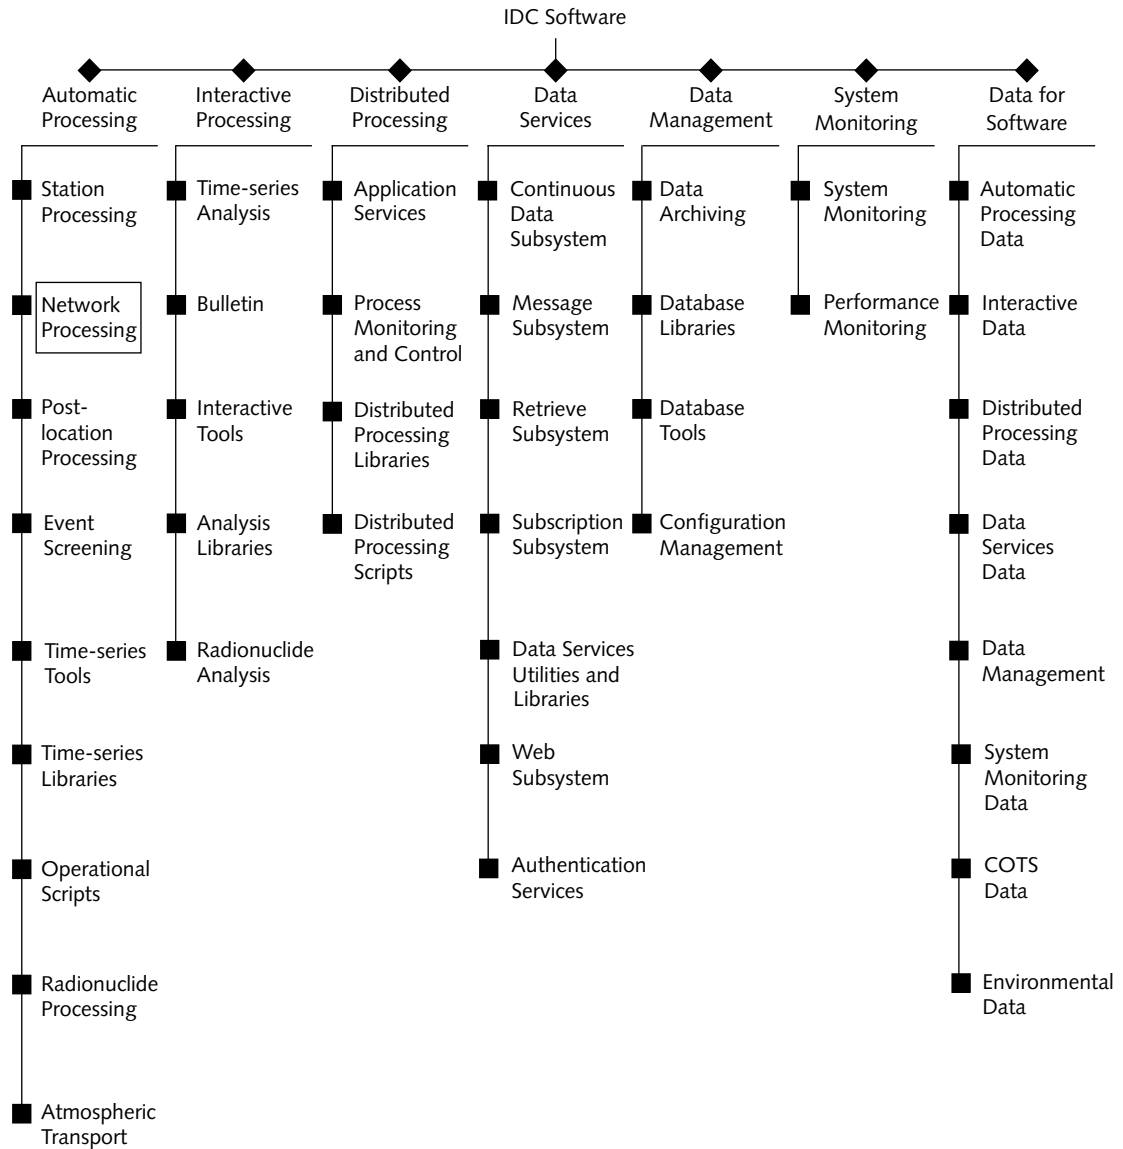 IDC Software
Automatic
Processing
Interactive
Processing
Distributed
Processing
Data
Services
Data
Management
System
Monitoring
Data for
Software
Station
Processing
Network
Processing
Post-
location
Processing
Event
Screening
Time-series
Tools
Time-series
Libraries
Operational
Scripts
Radionuclide
Processing
Atmospheric
Transport
Time-series
Analysis
Bulletin
Interactive
Tools
Analysis
Libraries
Radionuclide
Analysis
Application
Services
Process
Monitoring
and Control
Distributed
Processing
Libraries
Distributed
Processing
Scripts
Continuous
Data
Subsystem
Message
Subsystem
Retrieve
Subsystem
Subscription
Subsystem
Data Services
Utilities and
Libraries
Web
Subsystem
Authentication
Services
Data
Archiving
Database
Libraries
Database
Tools
Configuration
Management
System
Monitoring
Performance
Monitoring
Automatic
Processing
Data
Interactive
Data
Distributed
Processing
Data
Data
Services
Data
Data
Management
System
Monitoring
Data
COTS
Data
Environmental
Data